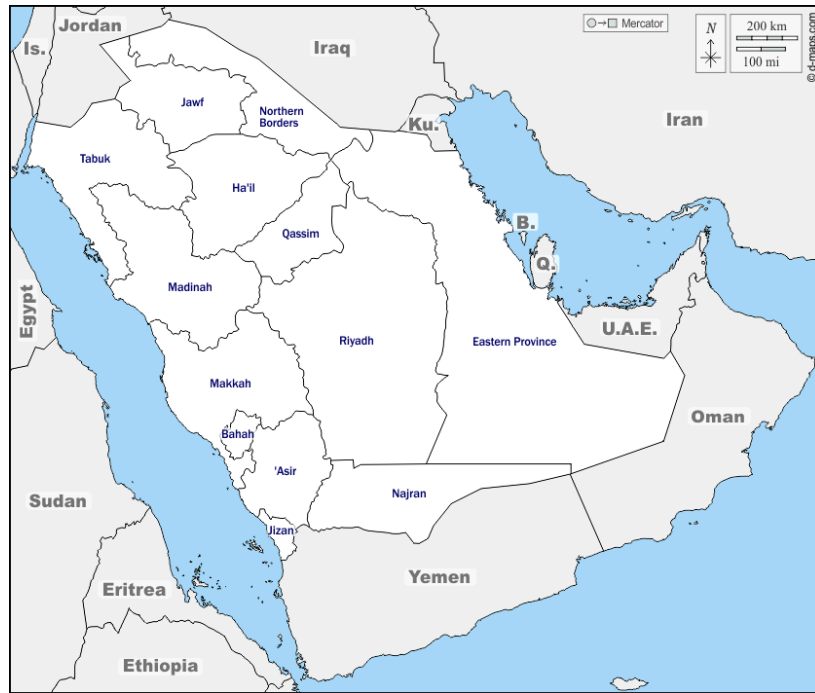 Jordan
Is.
Iraq
Mercator
N
200 km
100 mi
© d-maps.com
Jawf
Northern
Borders
Ku.
Iran
Tabuk
Ha'il
Qassim
B.
Q.
Madinah
Egypt
Riyadh
Eastern Province
U.A.E.
Makkah
Oman
Bahah
'Asir
Najran
Sudan
Jizan
Yemen
Eritrea
Ethiopia